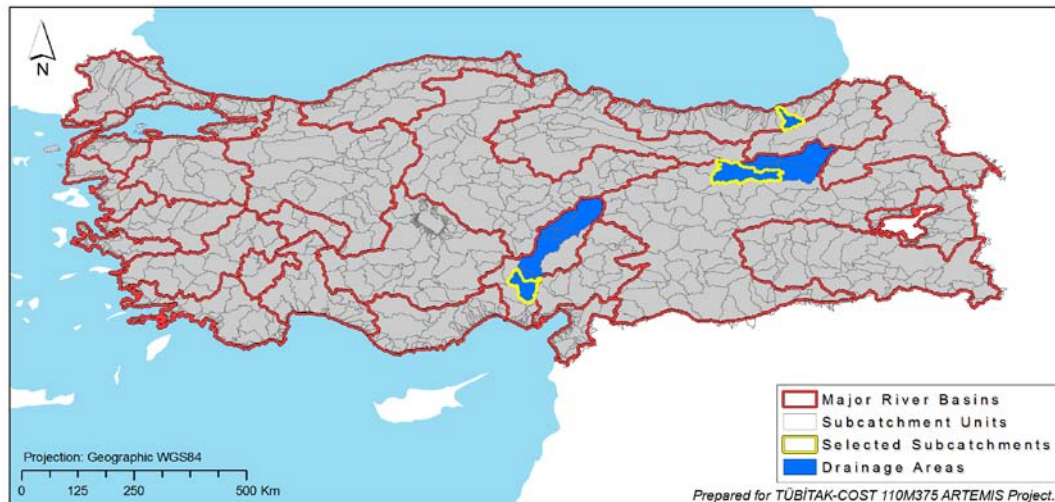 N
Major River Basins
Subcatchment Units
Selected Subcatchments
Drainage Areas
Projection: Geographic WGS84
0 125 250 500 Km
Prepared for TÜBİTAK-COST 110M375 ARTEMIS Project.